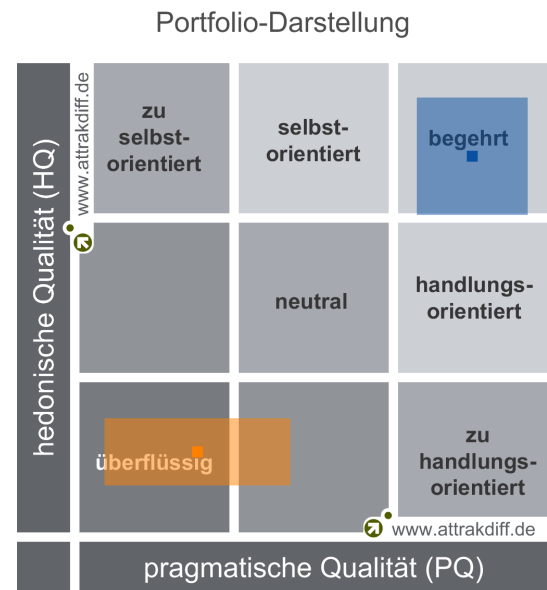 Portfolio-Darstellung
hedonische Qualität (HQ)
www.attrakdiff.de
zu
selbst-
orientiert
selbst-
orientiert
begehrt
neutral
handlungs-
orientiert
überflüssig
zu
handlungs-
orientiert
www.attrakdiff.de
pragmatische Qualität (PQ)